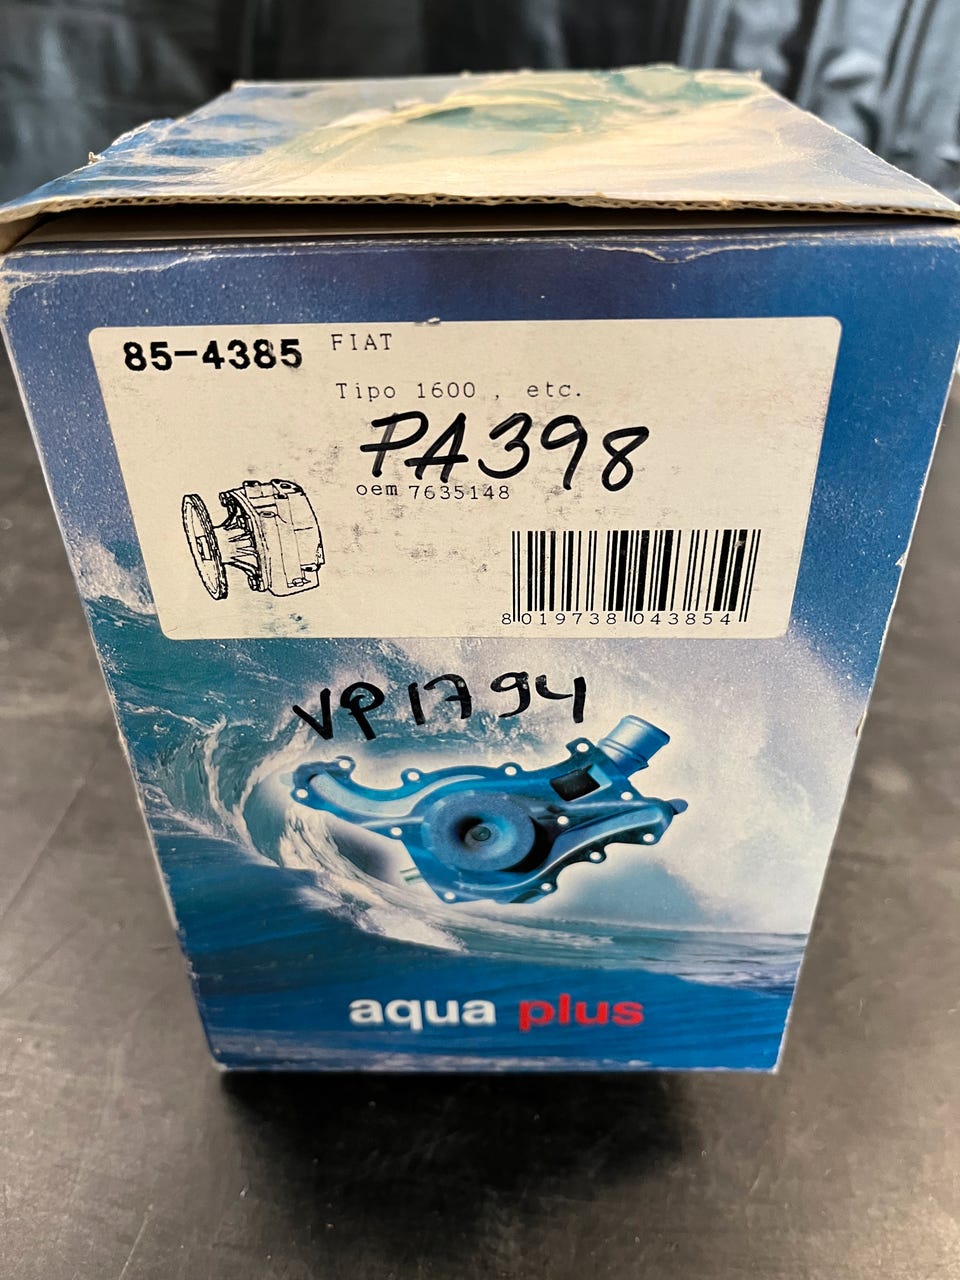 85-4385 FIAT
Tipo 1600 , etc.
PA398
oem 7635148
8 019738 043854
VP1794
aqua plus